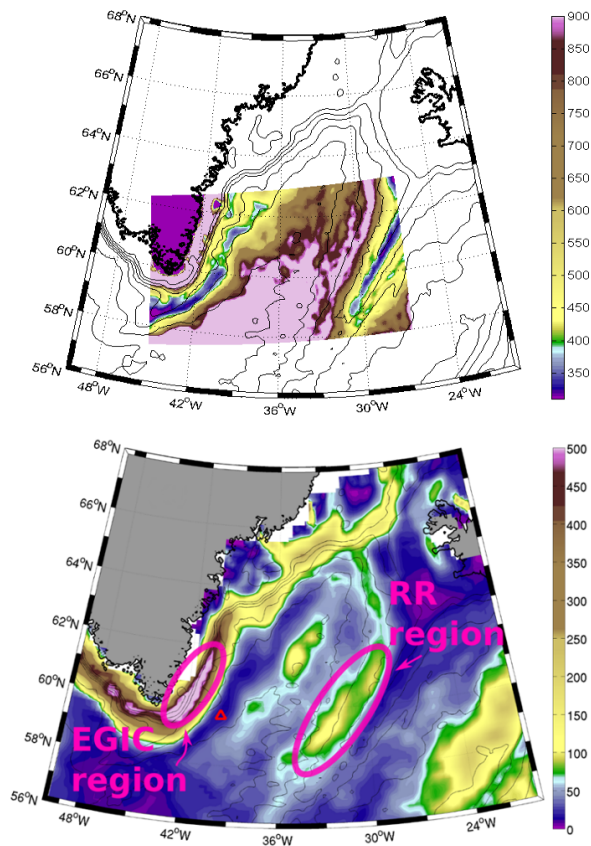 68°N
66°N
64°N
62°N
60°N
58°N
56°N
48°W
42°W
36°W
30°W
24°W
900
850
800
750
700
650
600
550
500
450
400
350
68°N
66°N
64°N
62°N
60°N
58°N
56°N
48°W
42°W
36°W
30°W
24°W
500
450
400
350
300
250
200
150
100
50
0
RR
region
EGIC
region